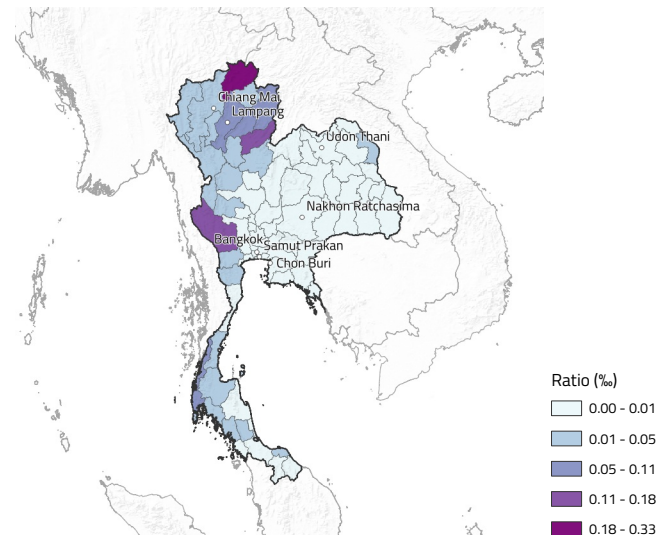 Chiang Mai
Lampang
Udon Thani
Nakhon Ratchasima
Bangkok
Samut Prakan
Chon Buri
Ratio (‰)
0.00 - 0.01
0.01 - 0.05
0.05 - 0.11
0.11 - 0.18
0.18 - 0.33